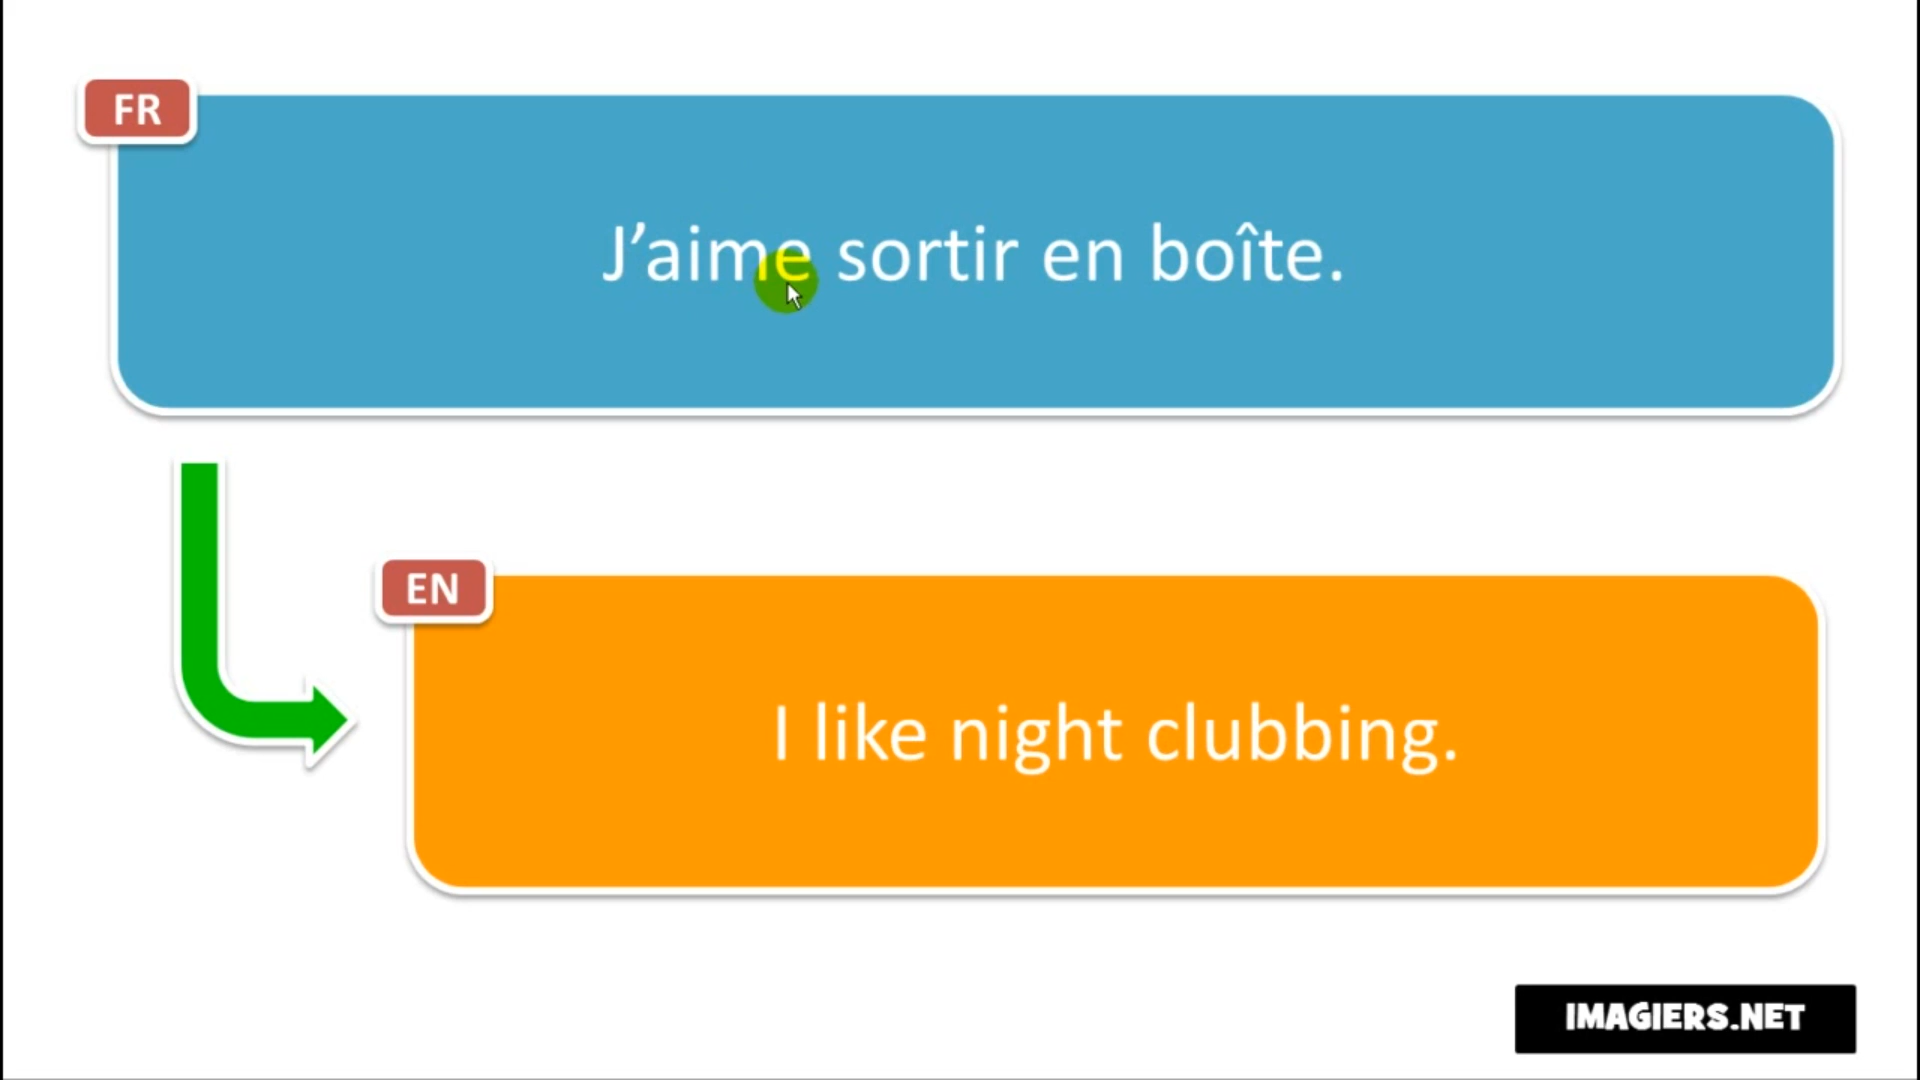 FR
J’aime sortir en boîte.
EN
I like night clubbing.
IMAGIERS.NET